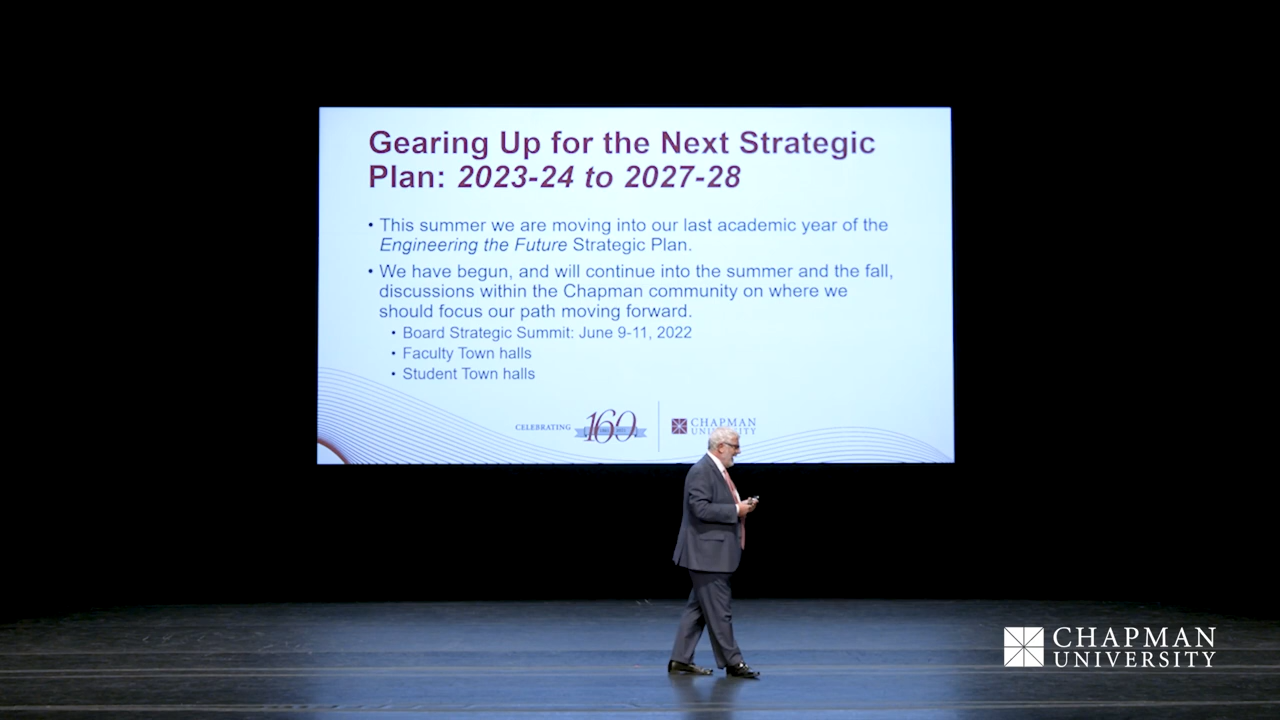 Gearing Up for the Next Strategic
Plan: 2023-24 to 2027-28
• This summer we are moving into our last academic year of the
Engineering the Future Strategic Plan.
• We have begun, and will continue into the summer and the fall,
discussions within the Chapman community on where we
should focus our path moving forward.
• Board Strategic Summit: June 9-11, 2022
• Faculty Town halls
• Student Town halls
CELEBRATING 160
CHAPMAN
UNIVERSITY
CHAPMAN
UNIVERSITY